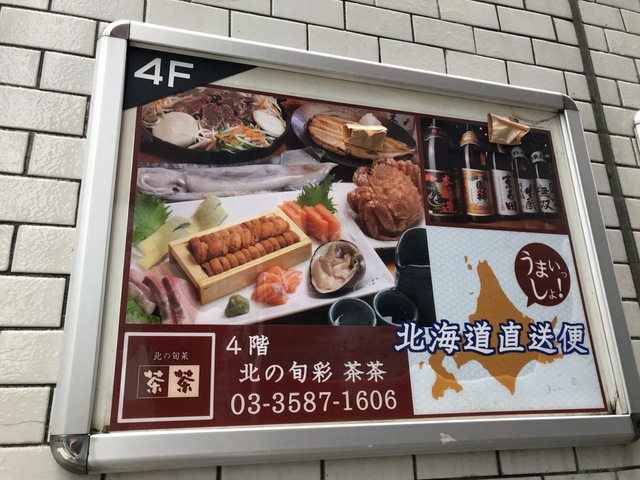 4F
うまいっ
しょ!
北海道直送便
北の旬菜
茶茶
4階
北の旬彩 茶茶
03-3587-1606